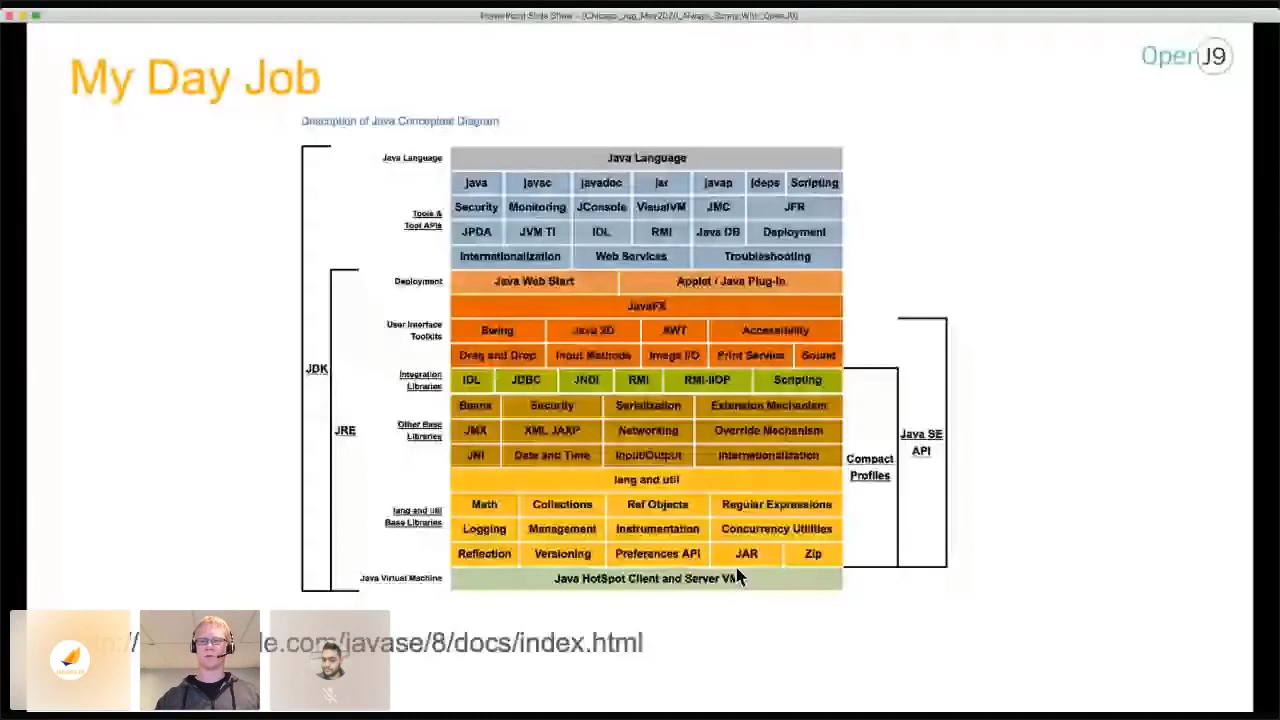 PowerPoint Slide Show - [Chicago_Jug_May2020_Always_Sunny_With_OpenJ9]
My Day Job
OpenJ9
Description of Java Conceptual Diagram
Java Language
Java Language
java javac javadoc jar javap jdeps Scripting
Tools &
Tool APIs
Security Monitoring JConsole VisualVM JMC JFR
JPDA JVM TI IDL RMI Java DB Deployment
Internationalization Web Services Troubleshooting
Deployment
Java Web Start Applet / Java Plug-in
JavaFX
User Interface
Toolkits
Swing Java 2D AWT Accessibility
Drag and Drop Input Methods Image I/O Print Service Sound
Integration
Libraries
IDL JDBC JNDI RMI RMI-IIOP Scripting
Other Base
Libraries
Beans Security Serialization Extension Mechanism
JMX XML JAXP Networking Override Mechanism
JNI Date and Time Input/Output Internationalization
lang and util
lang and util
Base Libraries
Math Collections Ref Objects Regular Expressions
Logging Management Instrumentation Concurrency Utilities
Reflection Versioning Preferences API JAR Zip
Java Virtual Machine
Java HotSpot Client and Server VM
JDK
JRE
Compact
Profiles
Java SE
API
le.com/javase/8/docs/index.html